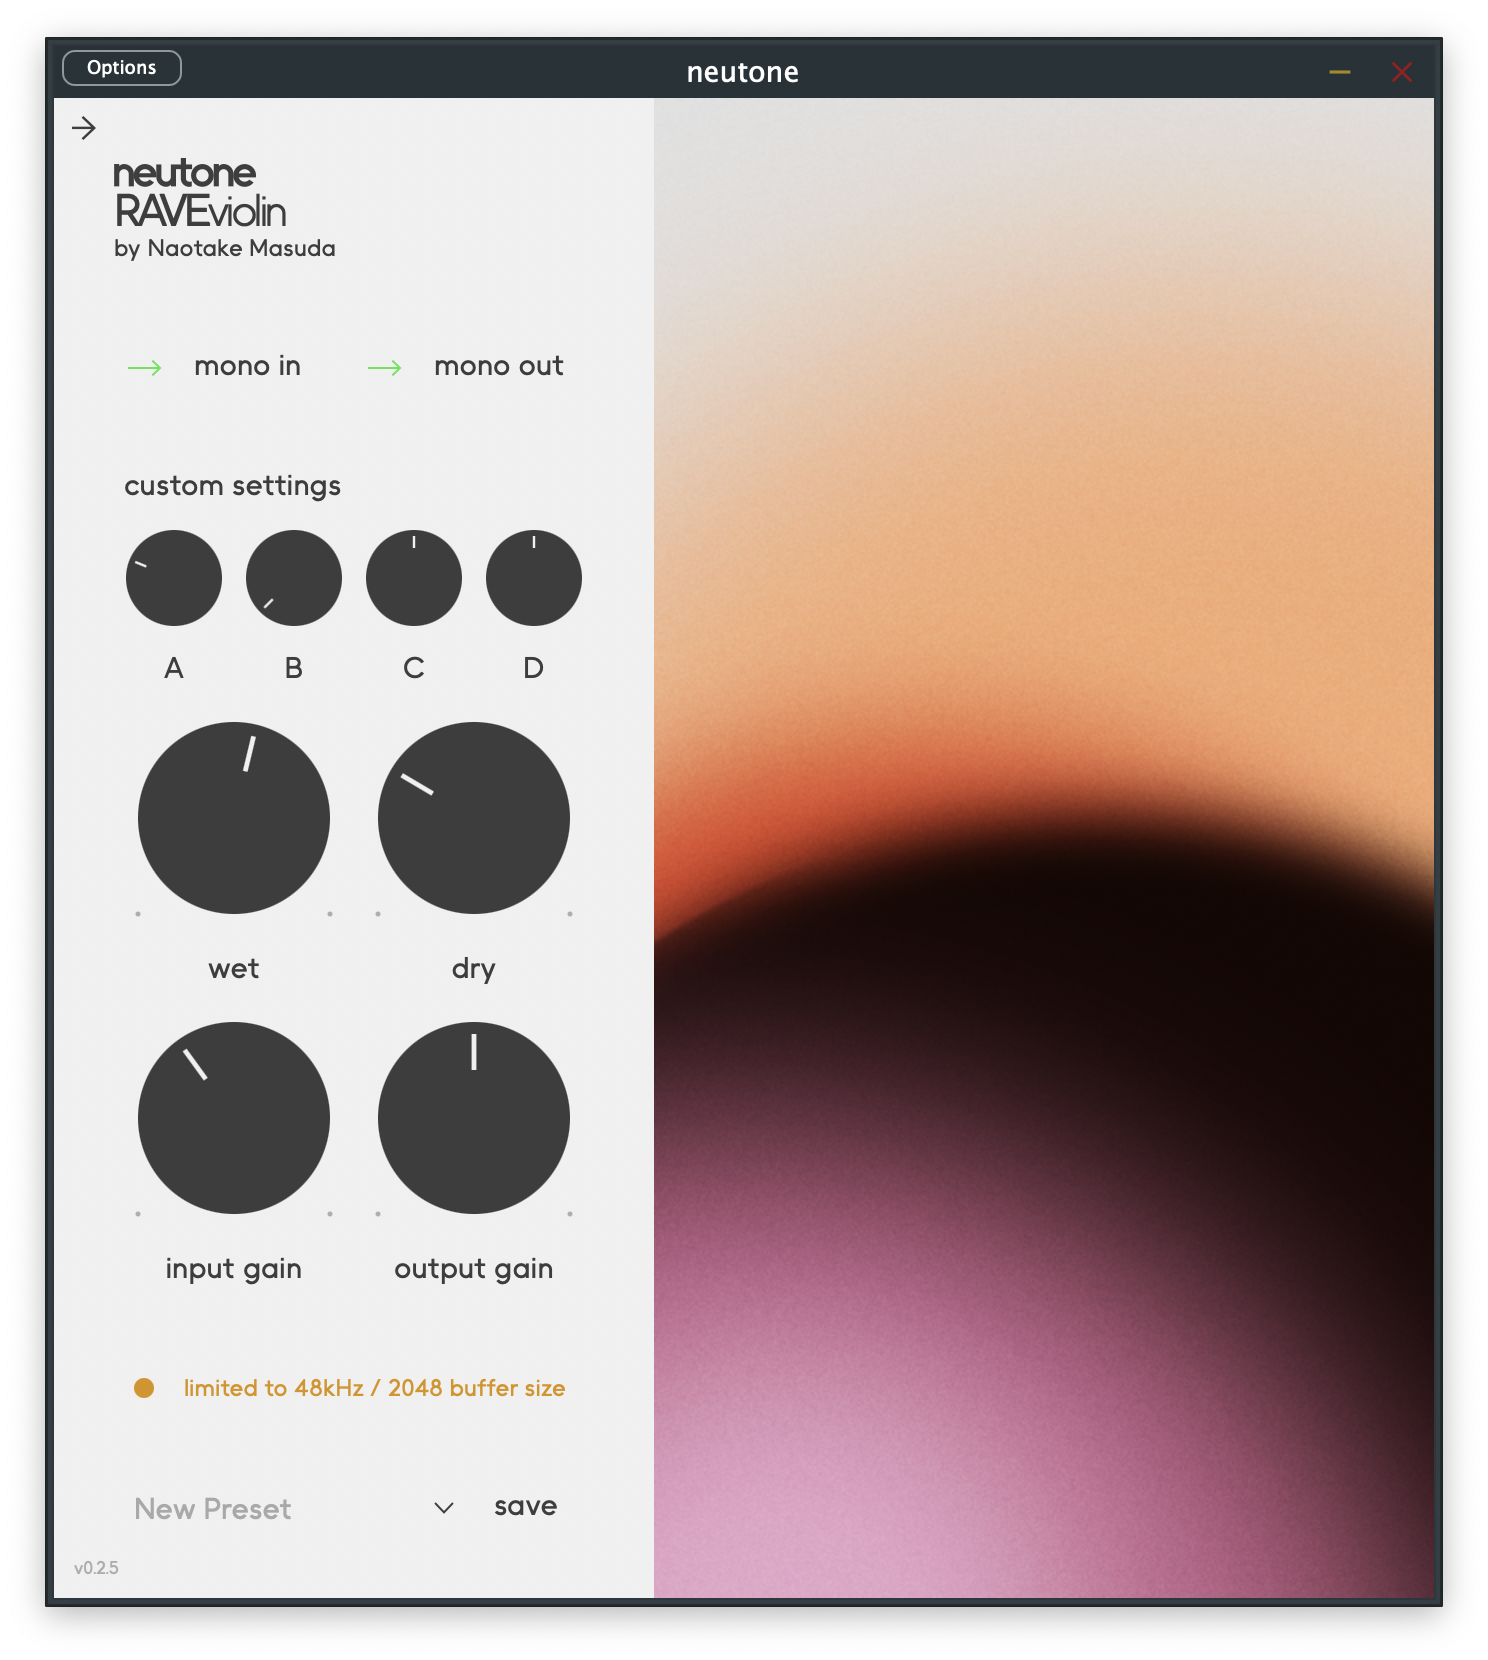 Options
neutone
neutone
RAVEviolin
by Naotake Masuda
mono in
mono out
custom settings
A B C D
wet dry
input gain output gain
limited to 48kHz / 2048 buffer size
New Preset save
v0.2.5